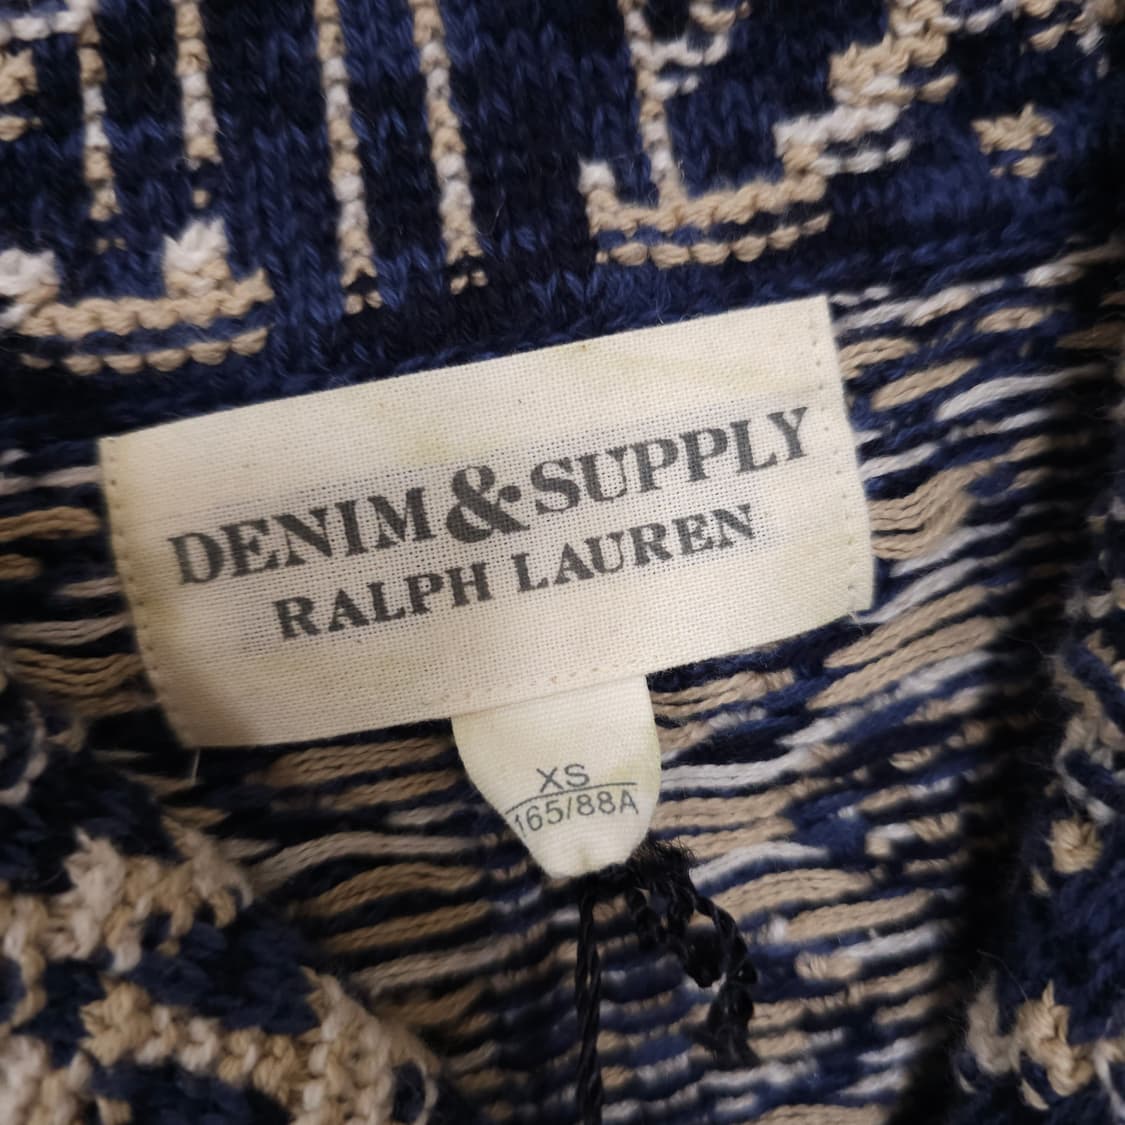 DENIM & SUPPLY
RALPH LAUREN
XS
165/88A